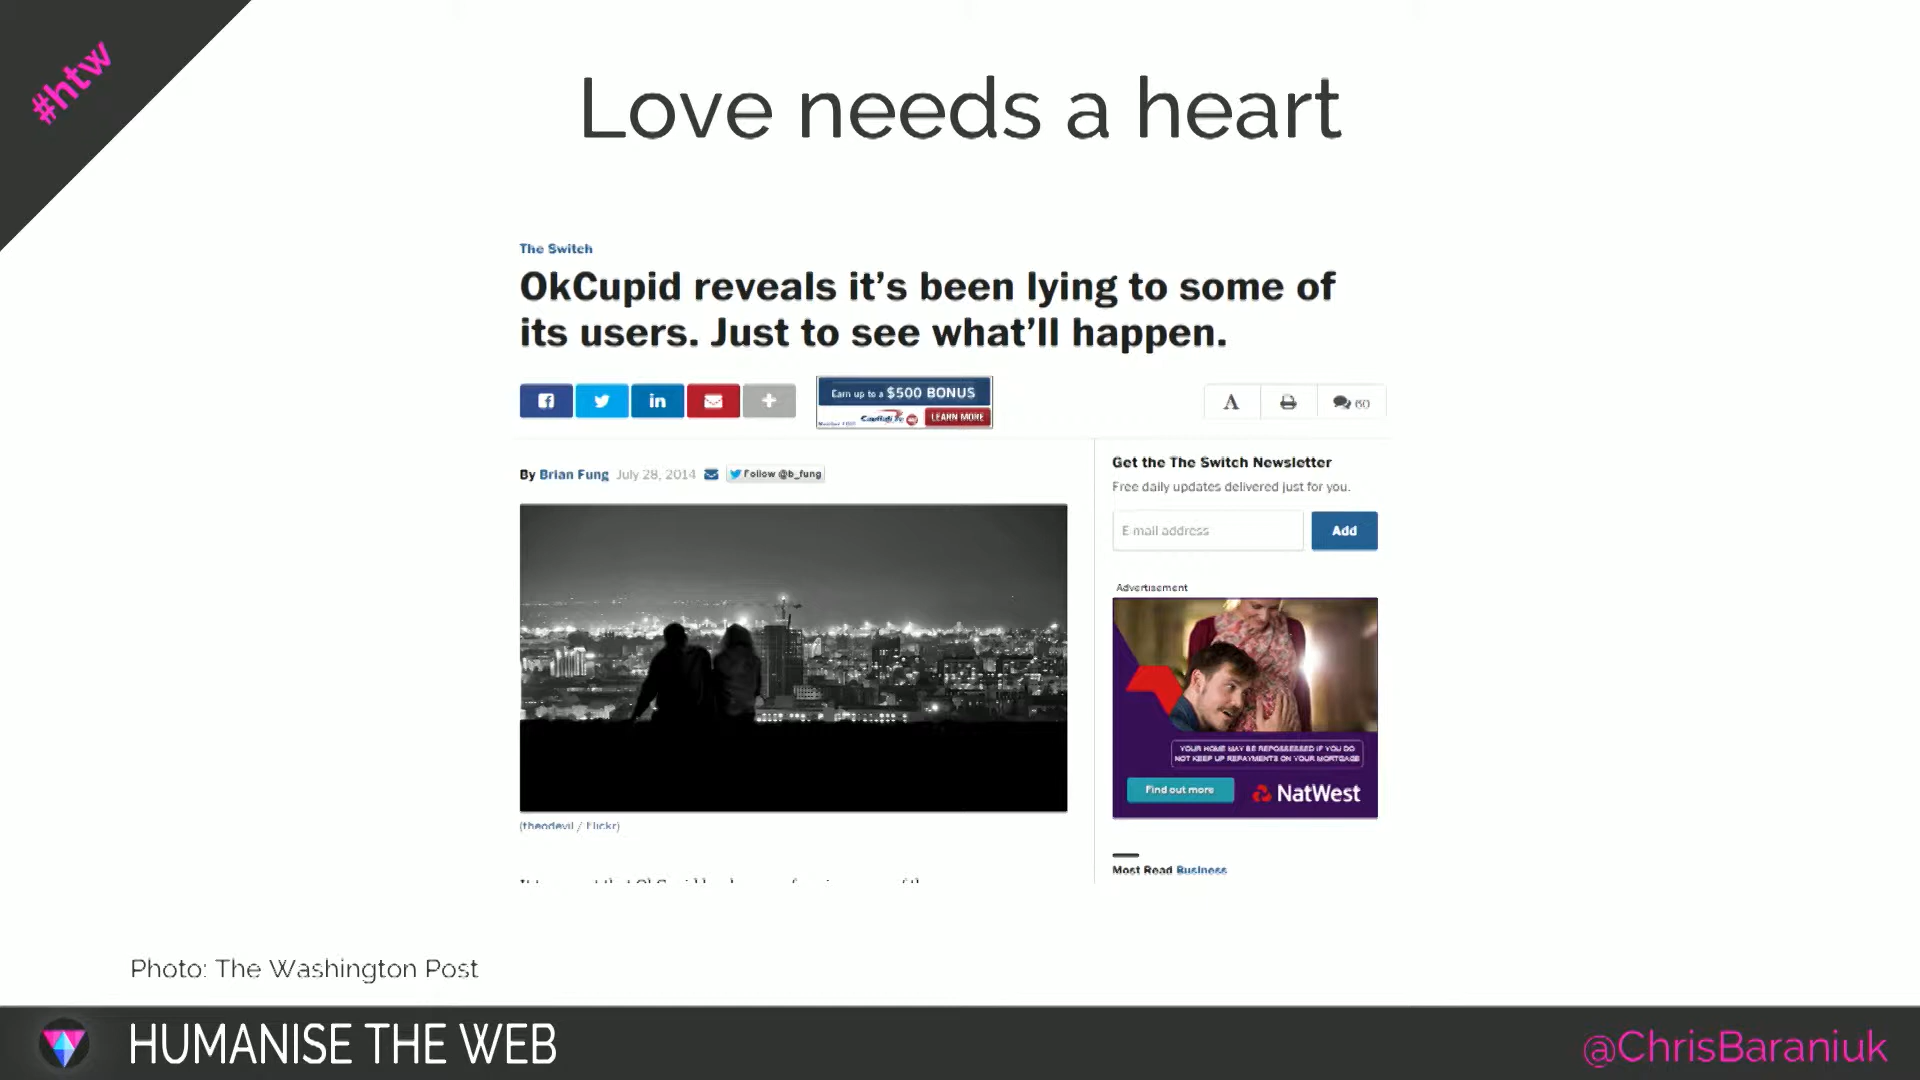 #htw
Love needs a heart
The Switch
OkCupid reveals it's been lying to some of
its users. Just to see what'll happen.
Earn up to a $500 BONUS
LEARN MORE
A
60
By Brian Fung July 28, 2014 Follow @b_fung
Get the The Switch Newsletter
Free daily updates delivered just for you.
E-mail address
Add
Advertisement
YOUR HOME MAY BE REPOSSESSED IF YOU DO
NOT KEEP UP REPAYMENTS ON YOUR MORTGAGE
Find out more
NatWest
(theodevil / Flickr)
Most Read Business
Photo: The Washington Post
HUMANISE THE WEB
@ChrisBaraniuk